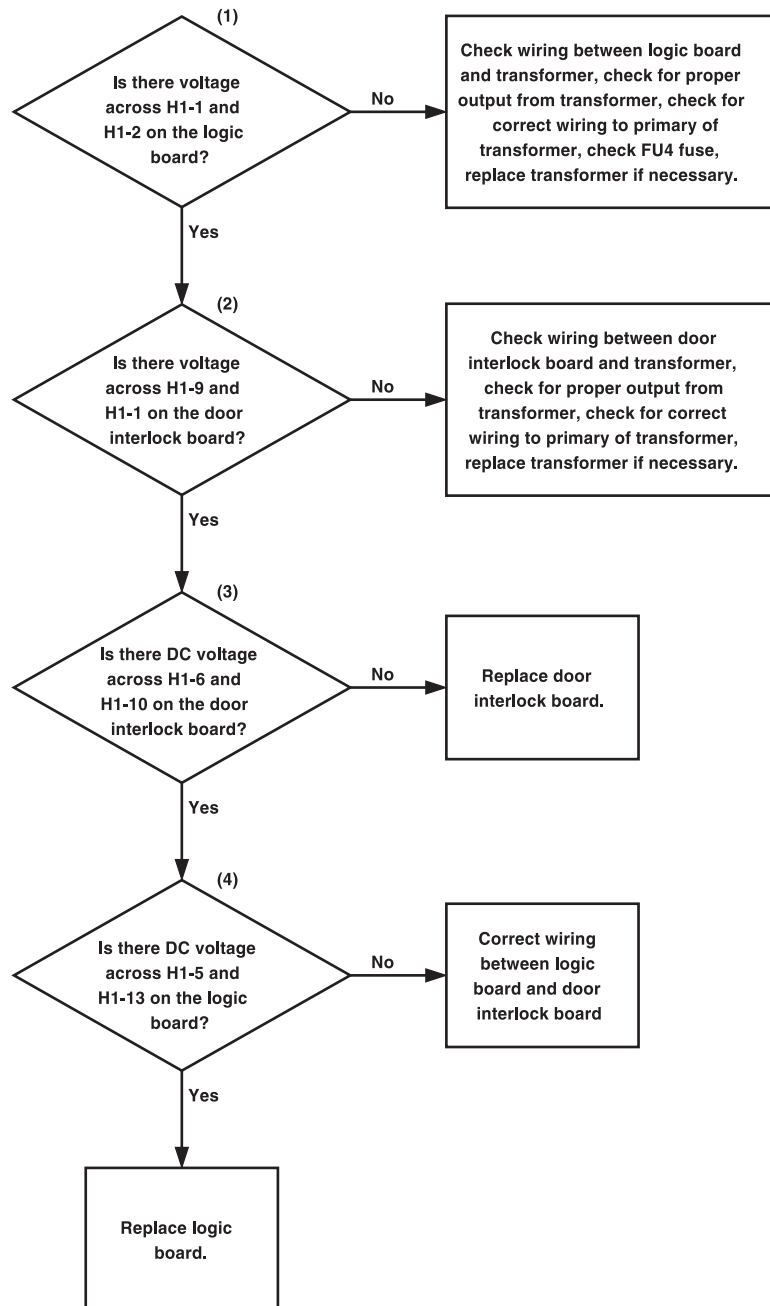 (1)
Is there voltage
across H1-1 and
H1-2 on the logic
board?
No
Check wiring between logic board
and transformer, check for proper
output from transformer, check for
correct wiring to primary of
transformer, check FU4 fuse,
replace transformer if necessary.
Yes
(2)
Is there voltage
across H1-9 and
H1-1 on the door
interlock board?
No
Check wiring between door
interlock board and transformer,
check for proper output from
transformer, check for correct
wiring to primary of transformer,
replace transformer if necessary.
Yes
(3)
Is there DC voltage
across H1-6 and
H1-10 on the door
interlock board?
No
Replace door
interlock board.
Yes
(4)
Is there DC voltage
across H1-5 and
H1-13 on the logic
board?
No
Correct wiring
between logic
board and door
interlock board
Yes
Replace logic
board.